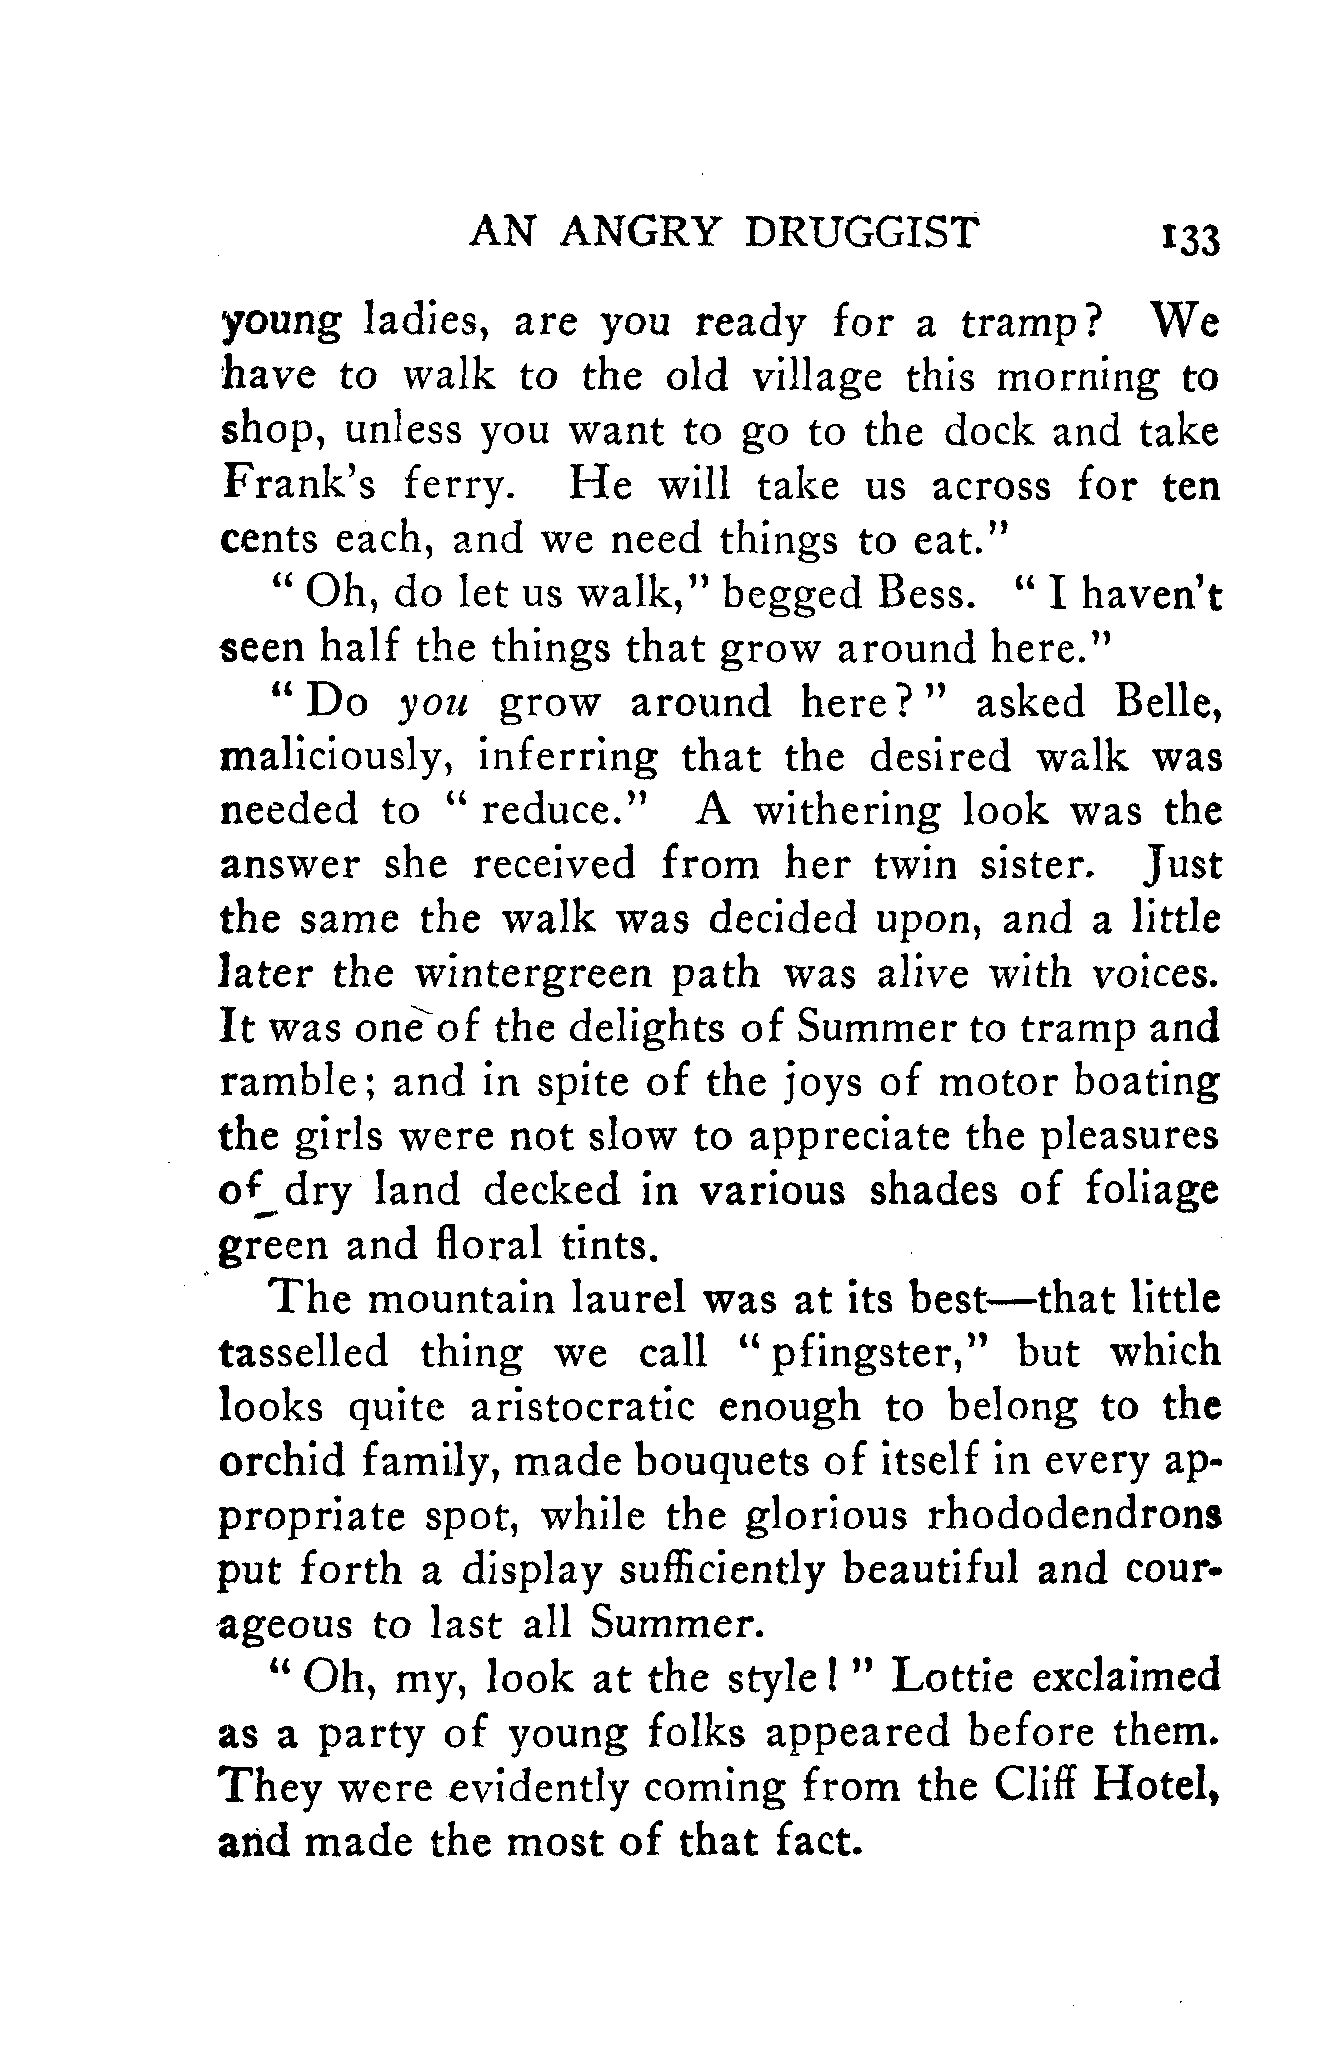 AN ANGRY DRUGGIST 133
young ladies, are you ready for a tramp? We
have to walk to the old village this morning to
shop, unless you want to go to the dock and take
Frank's ferry. He will take us across for ten
cents each, and we need things to eat."
"Oh, do let us walk," begged Bess. "I haven't
seen half the things that grow around here."
"Do you grow around here?" asked Belle,
maliciously, inferring that the desired walk was
needed to "reduce." A withering look was the
answer she received from her twin sister. Just
the same the walk was decided upon, and a little
later the wintergreen path was alive with voices.
It was one of the delights of Summer to tramp and
ramble; and in spite of the joys of motor boating
the girls were not slow to appreciate the pleasures
of dry land decked in various shades of foliage
green and floral tints.
The mountain laurel was at its best—that little
tasselled thing we call "pfingster," but which
looks quite aristocratic enough to belong to the
orchid family, made bouquets of itself in every ap-
propriate spot, while the glorious rhododendrons
put forth a display sufficiently beautiful and cour-
ageous to last all Summer.
"Oh, my, look at the style!" Lottie exclaimed
as a party of young folks appeared before them.
They were evidently coming from the Cliff Hotel,
and made the most of that fact.